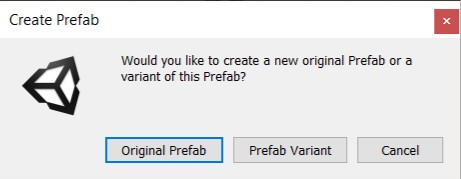 Create Prefab
Would you like to create a new original Prefab or a
variant of this Prefab?
Original Prefab
Prefab Variant
Cancel